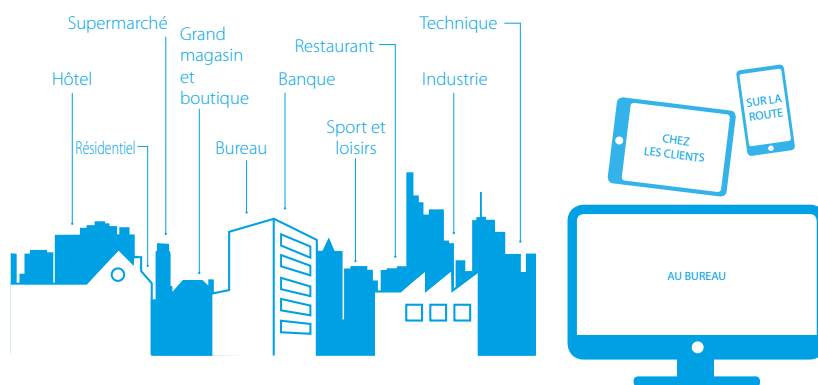 Supermarché
Grand
magasin
et
boutique
Technique
Restaurant
Hôtel
Banque
Industrie
Résidentiel
Bureau
Sport et
loisirs
SUR LA
ROUTE
CHEZ
LES CLIENTS
AU BUREAU